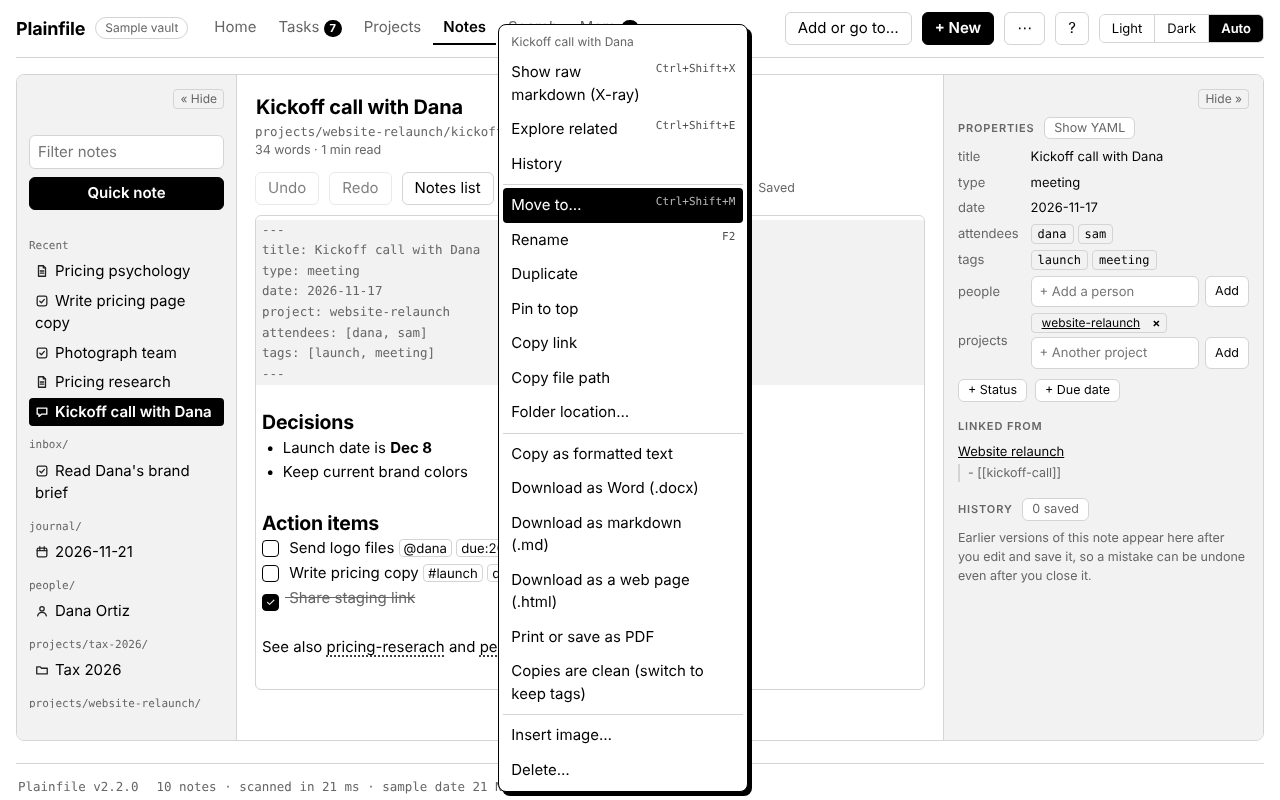 Plainfile
Sample vault
Home
Tasks 7
Projects
Notes
Add or go to…
+ New
⋯
?
Light
Dark
Auto
« Hide
Filter notes
Quick note
Recent
Pricing psychology
Write pricing page
copy
Photograph team
Pricing research
Kickoff call with Dana
inbox/
Read Dana's brand
brief
journal/
2026-11-21
people/
Dana Ortiz
projects/tax-2026/
Tax 2026
projects/website-relaunch/
Kickoff call with Dana
34 words · 1 min read
Undo
Redo
Notes list
Saved
---
title: Kickoff call with Dana
type: meeting
date: 2026-11-17
project: website-relaunch
attendees: [dana, sam]
tags: [launch, meeting]
---
Decisions
• Launch date is Dec 8
• Keep current brand colors
Action items
Send logo files @dana
Write pricing copy #launch
Share staging link
See also pricing-reserach and
Kickoff call with Dana
Show raw
markdown (X-ray)
Ctrl+Shift+X
Explore related Ctrl+Shift+E
History
Move to… Ctrl+Shift+M
Rename F2
Duplicate
Pin to top
Copy link
Copy file path
Folder location…
Copy as formatted text
Download as Word (.docx)
Download as markdown
(.md)
Download as a web page
(.html)
Print or save as PDF
Copies are clean (switch to
keep tags)
Insert image…
Delete…
Hide »
PROPERTIES Show YAML
title Kickoff call with Dana
type meeting
date 2026-11-17
attendees dana sam
tags launch meeting
people + Add a person Add
website-relaunch ×
projects
+ Another project Add
+ Status + Due date
LINKED FROM
Website relaunch
- [[kickoff-call]]
HISTORY 0 saved
Earlier versions of this note appear here after
you edit and save it, so a mistake can be undone
even after you close it.
Plainfile v2.2.0 10 notes · scanned in 21 ms · sample date 21